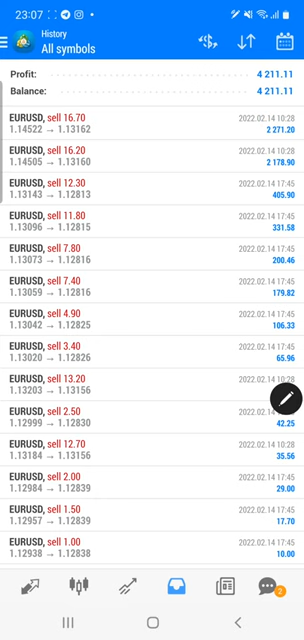 23:07
History
All symbols
Profit: 4 211.11
Balance: 4 211.11
EURUSD, sell 16.70 2022.02.14 10:28
1.14522 → 1.13162 2 271.20
EURUSD, sell 16.20 2022.02.14 10:28
1.14505 → 1.13160 2 178.90
EURUSD, sell 12.30 2022.02.14 17:45
1.13143 → 1.12813 405.90
EURUSD, sell 11.80 2022.02.14 17:45
1.13096 → 1.12815 331.58
EURUSD, sell 7.80 2022.02.14 17:45
1.13073 → 1.12816 200.46
EURUSD, sell 7.40 2022.02.14 17:45
1.13059 → 1.12816 179.82
EURUSD, sell 4.90 2022.02.14 17:45
1.13042 → 1.12825 106.33
EURUSD, sell 3.40 2022.02.14 17:45
1.13020 → 1.12826 65.96
EURUSD, sell 13.20 2022.02.14 10:28
1.13203 → 1.13156
EURUSD, sell 2.50 2022.02.14 17:45
1.12999 → 1.12830 42.25
EURUSD, sell 12.70 2022.02.14 10:28
1.13184 → 1.13156 35.56
EURUSD, sell 2.00 2022.02.14 17:45
1.12984 → 1.12839 29.00
EURUSD, sell 1.50 2022.02.14 17:45
1.12957 → 1.12839 17.70
EURUSD, sell 1.00 2022.02.14 17:45
1.12938 → 1.12838 10.00
2